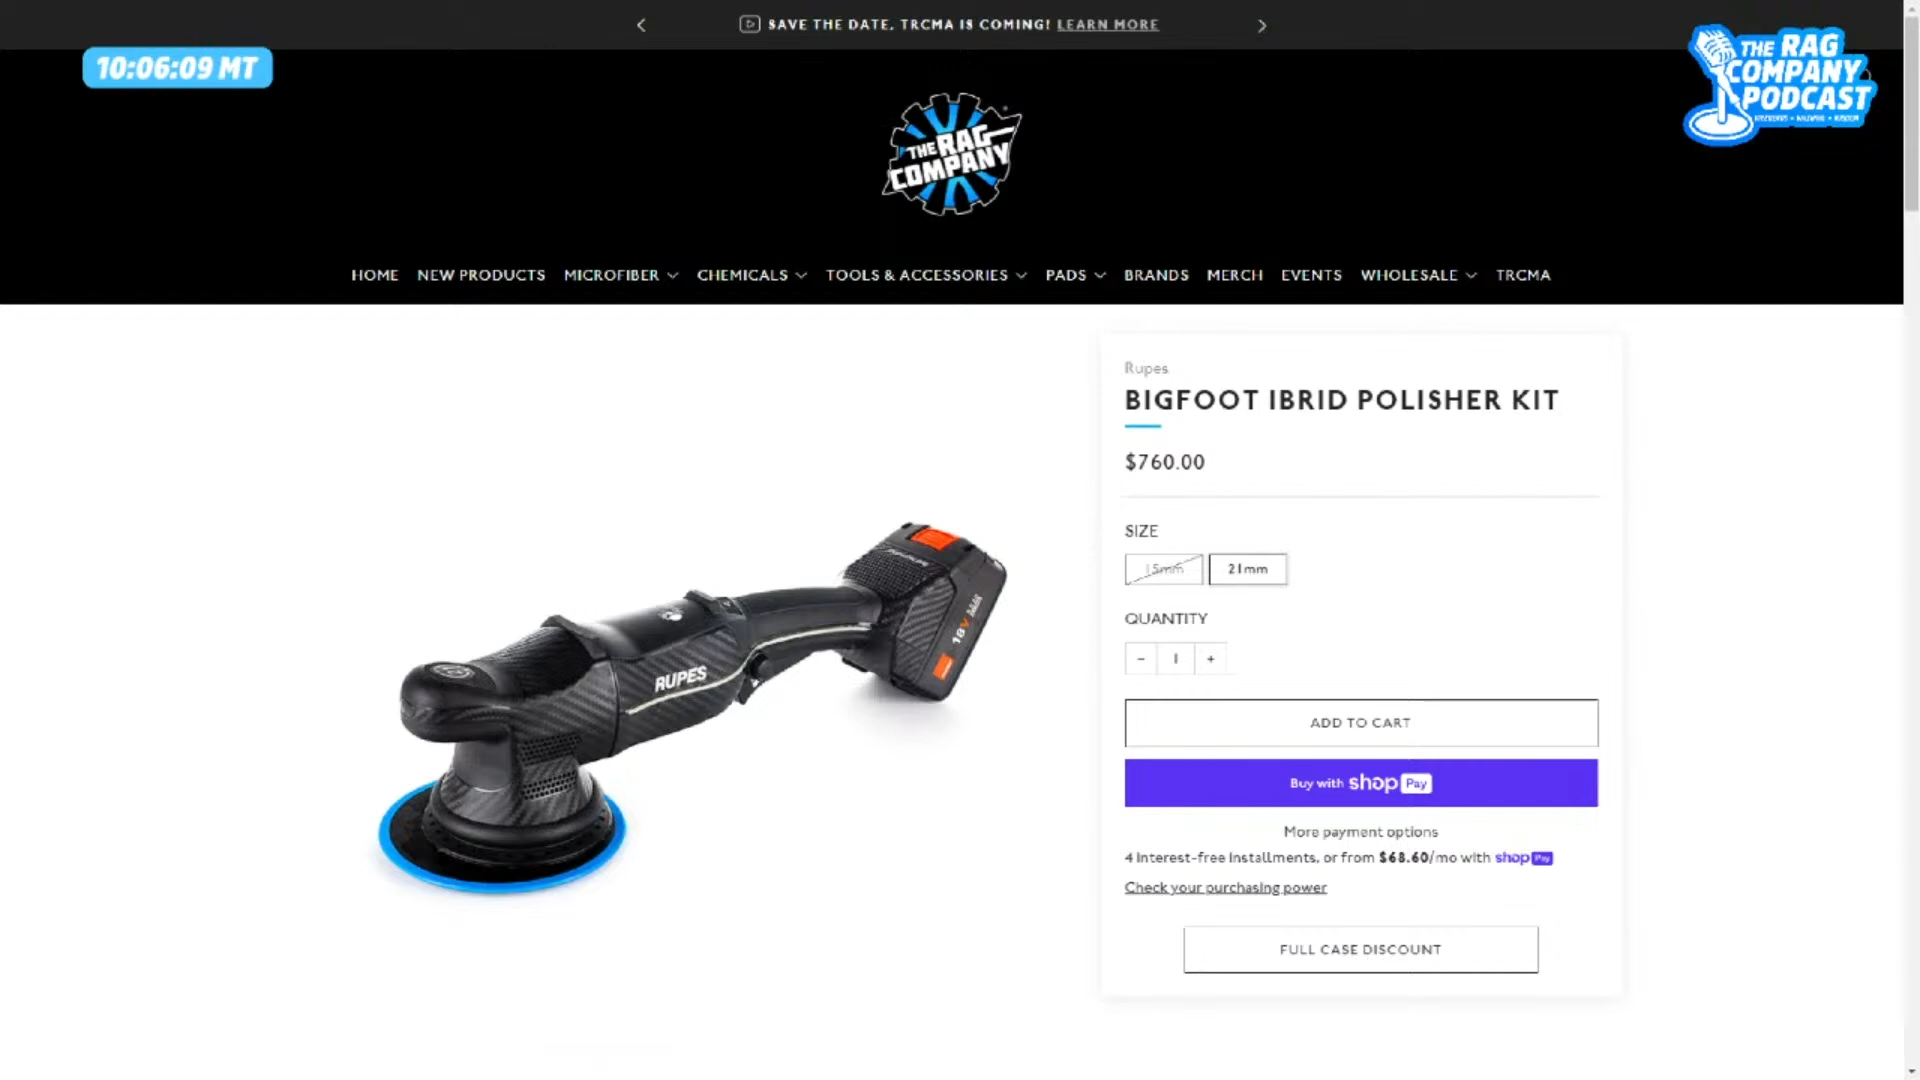 SAVE THE DATE, TRCMA IS COMING! LEARN MORE
10:06:09 MT
THE RAG
COMPANY
PODCAST
THE RAG
COMPANY
HOME NEW PRODUCTS MICROFIBER CHEMICALS TOOLS & ACCESSORIES PADS BRANDS MERCH EVENTS WHOLESALE TRCMA
Rupes
BIGFOOT IBRID POLISHER KIT
$760.00
SIZE
15mm 21mm
QUANTITY
- 1 +
ADD TO CART
Buy with shop Pay
More payment options
4 interest-free installments, or from $68.60/mo with shop Pay
Check your purchasing power
FULL CASE DISCOUNT
RUPES
18V